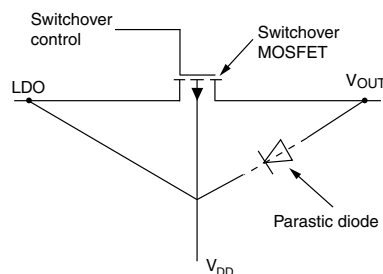 Switchover
control
Switchover
MOSFET
LDO
VOUT
Parastic diode
VDD